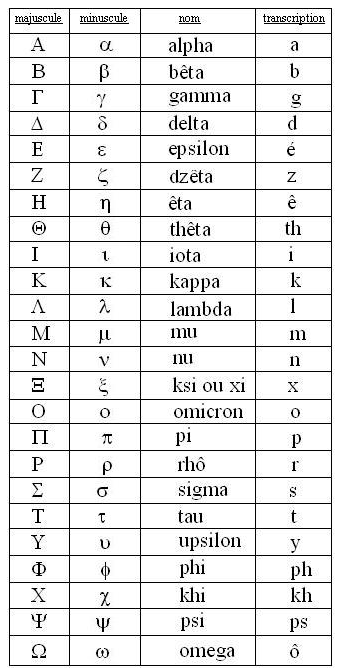 majuscule minuscule nom transcription
Α α alpha a
Β β bêta b
Γ γ gamma g
Δ δ delta d
Ε ε epsilon é
Ζ ζ dzêta z
Η η êta ê
Θ θ thêta th
Ι ι iota i
Κ κ kappa k
Λ λ lambda l
Μ μ mu m
Ν ν nu n
Ξ ξ ksi ou xi x
Ο ο omicron o
Π π pi p
Ρ ρ rhô r
Σ σ sigma s
Τ τ tau t
Υ υ upsilon y
Φ ϕ phi ph
Χ χ khi kh
Ψ ψ psi ps
Ω ω omega ô